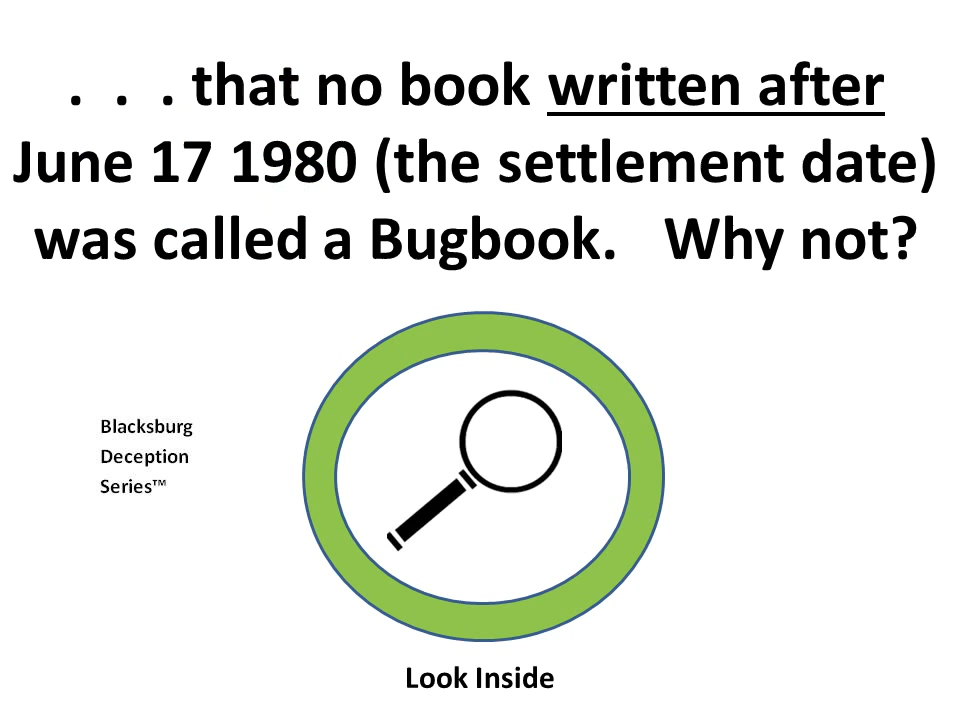 . . . that no book written after
June 17 1980 (the settlement date)
was called a Bugbook. Why not?
Blacksburg
Deception
Series™
Look Inside